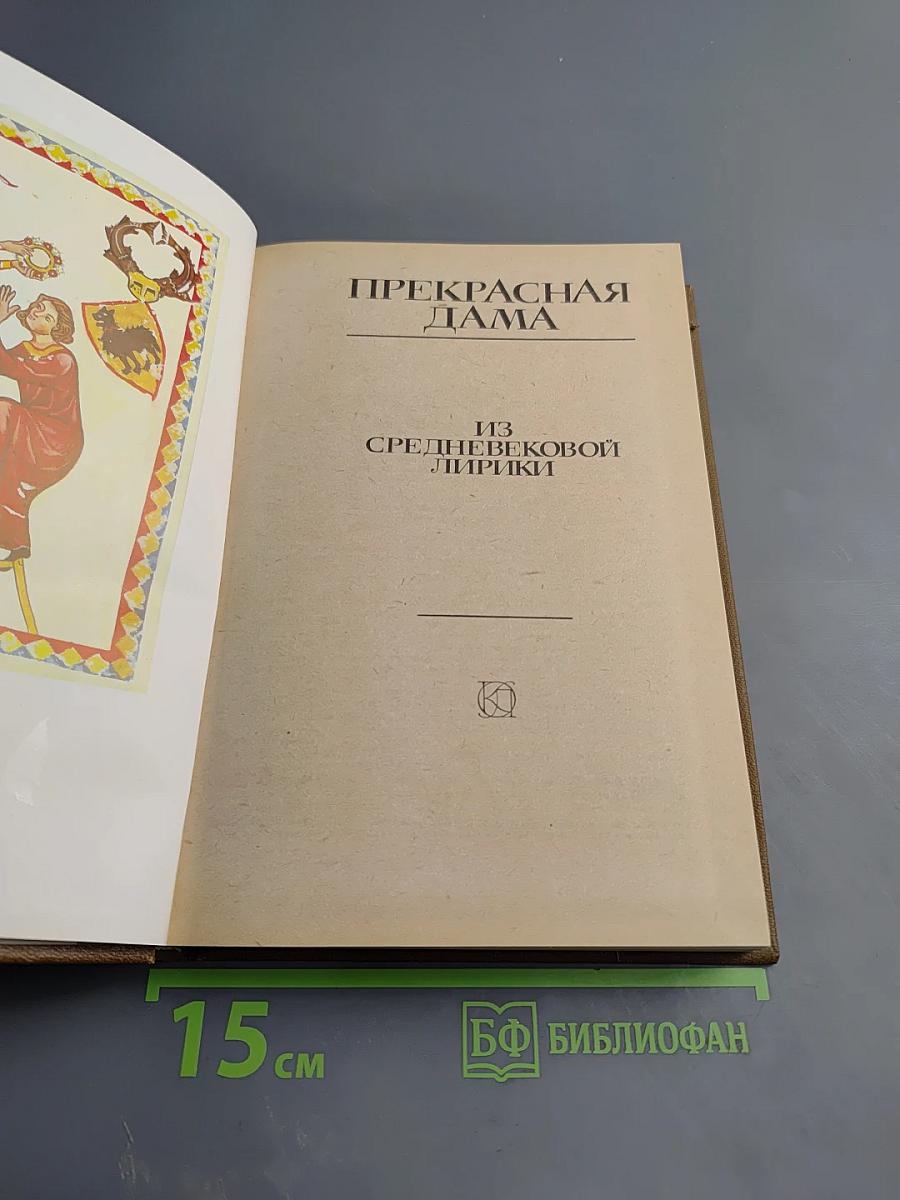 ПРЕКРАСНАЯ
ДАМА
ИЗ
СРЕДНЕВЕКОВОЙ
ЛИРИКИ
15 см
БФ БИБЛИОФАН